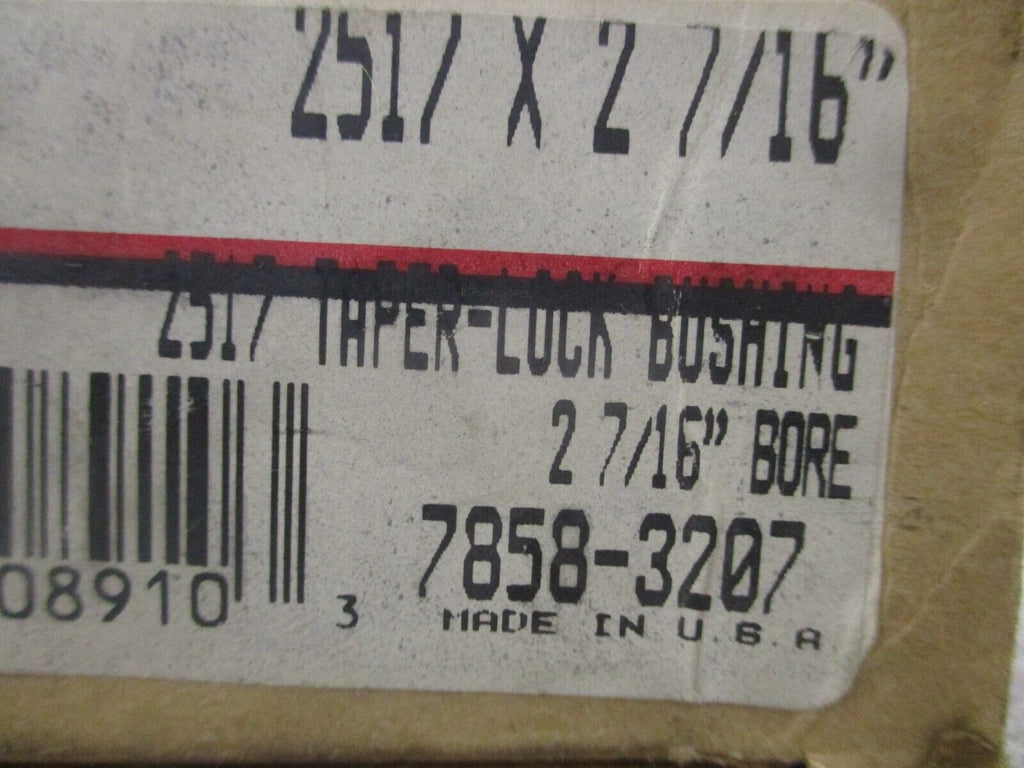 2517 X 2 7/16”
2517 TAPER-LOCK BUSHING
2 7/16” BORE
7858-3207
08910 3
MADE IN U.S.A